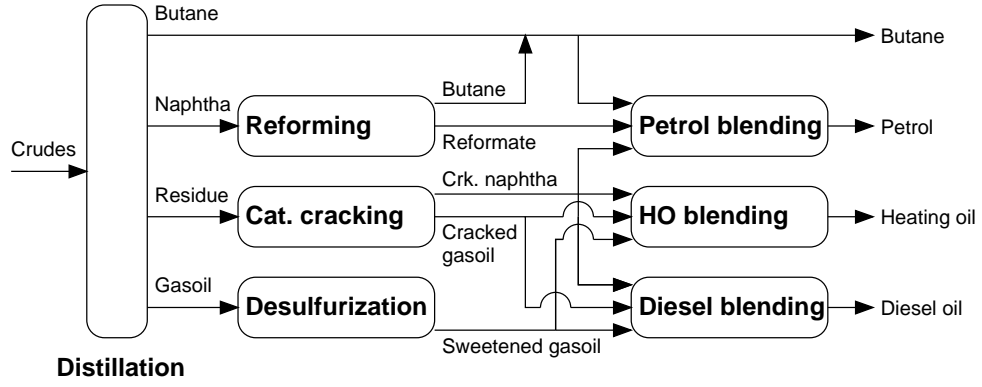 Butane
Butane
Naphtha
Butane
Reforming
Petrol blending
Petrol
Reformate
Crudes
Crk. naphtha
Residue
Cat. cracking
HO blending
Heating oil
Cracked
gasoil
Gasoil
Desulfurization
Diesel blending
Diesel oil
Sweetened gasoil
Distillation